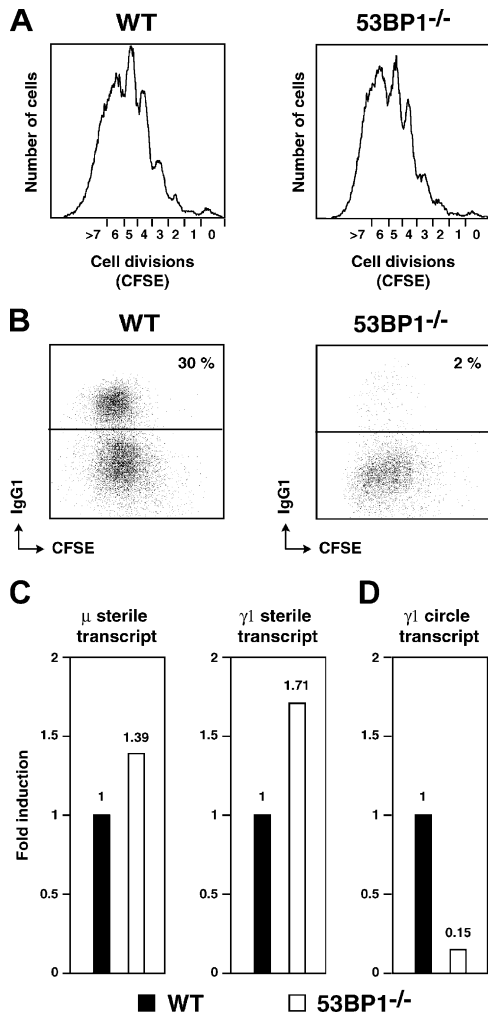 A
WT
53BP1-/-
Number of cells
Number of cells
>7 6 5 4 3 2 1 0
>7 6 5 4 3 2 1 0
Cell divisions
(CFSE)
Cell divisions
(CFSE)
B
WT
53BP1-/-
30 %
2 %
IgG1
CFSE
IgG1
CFSE
C
D
μ sterile
transcript
γ1 sterile
transcript
γ1 circle
transcript
Fold induction
2
1.5
1
0.5
0
1
1.39
2
1.5
1
0.5
0
1
1.71
2
1.5
1
0.5
0
1
0.15
WT
53BP1-/-